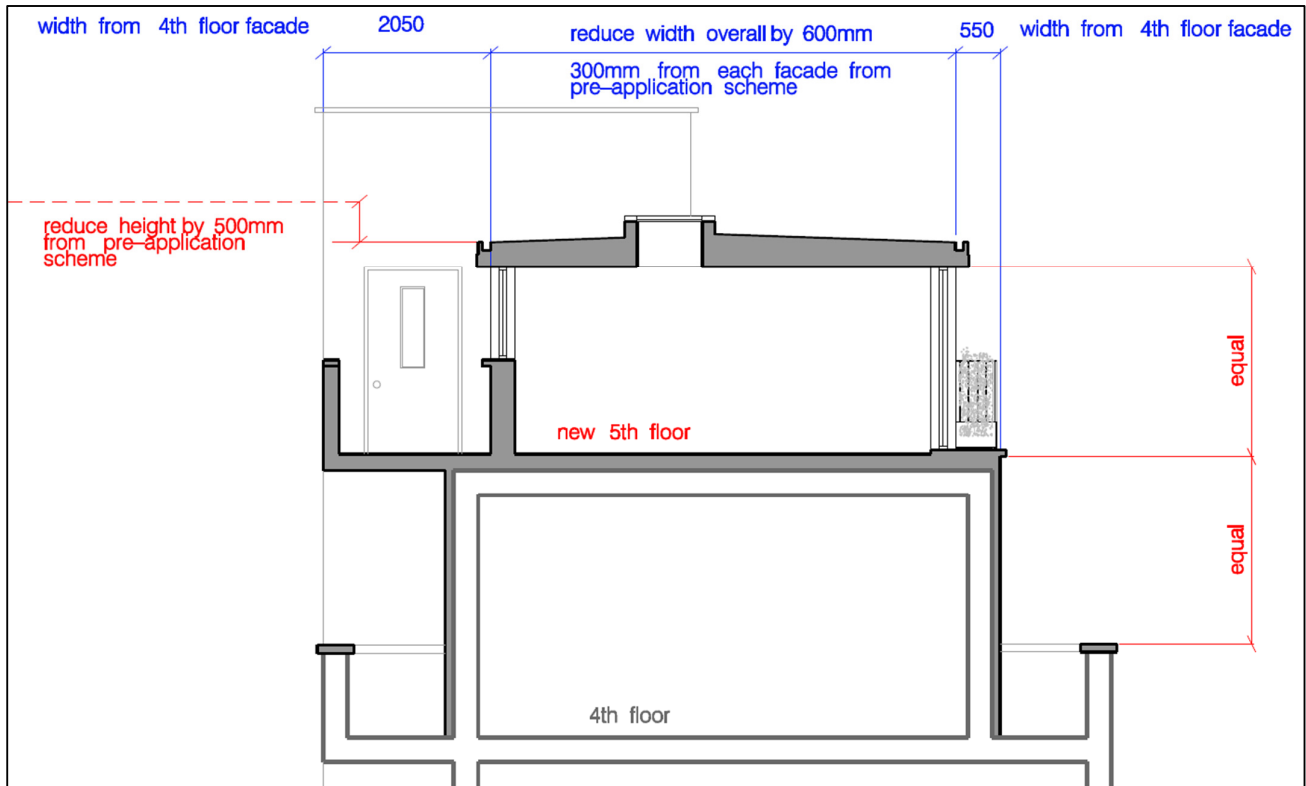 width from 4th floor facade
2050
reduce width overall by 600mm
550
width from 4th floor facade
300mm from each facade from
pre-application scheme
reduce height by 500mm
from pre-application
scheme
equal
new 5th floor
equal
4th floor